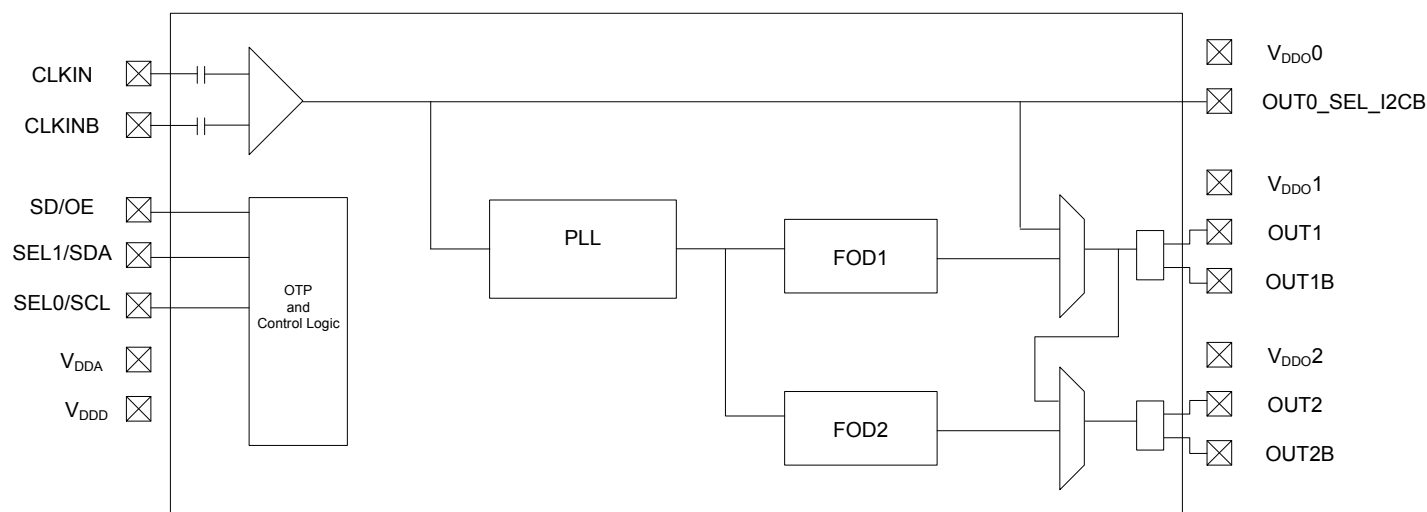 CLKIN
CLKINB
SD/OE
SEL1/SDA
SEL0/SCL
VDDA
VDDD
OTP
and
Control Logic
PLL
FOD1
FOD2
VDDO0
OUT0_SEL_I2CB
VDDO1
OUT1
OUT1B
VDDO2
OUT2
OUT2B